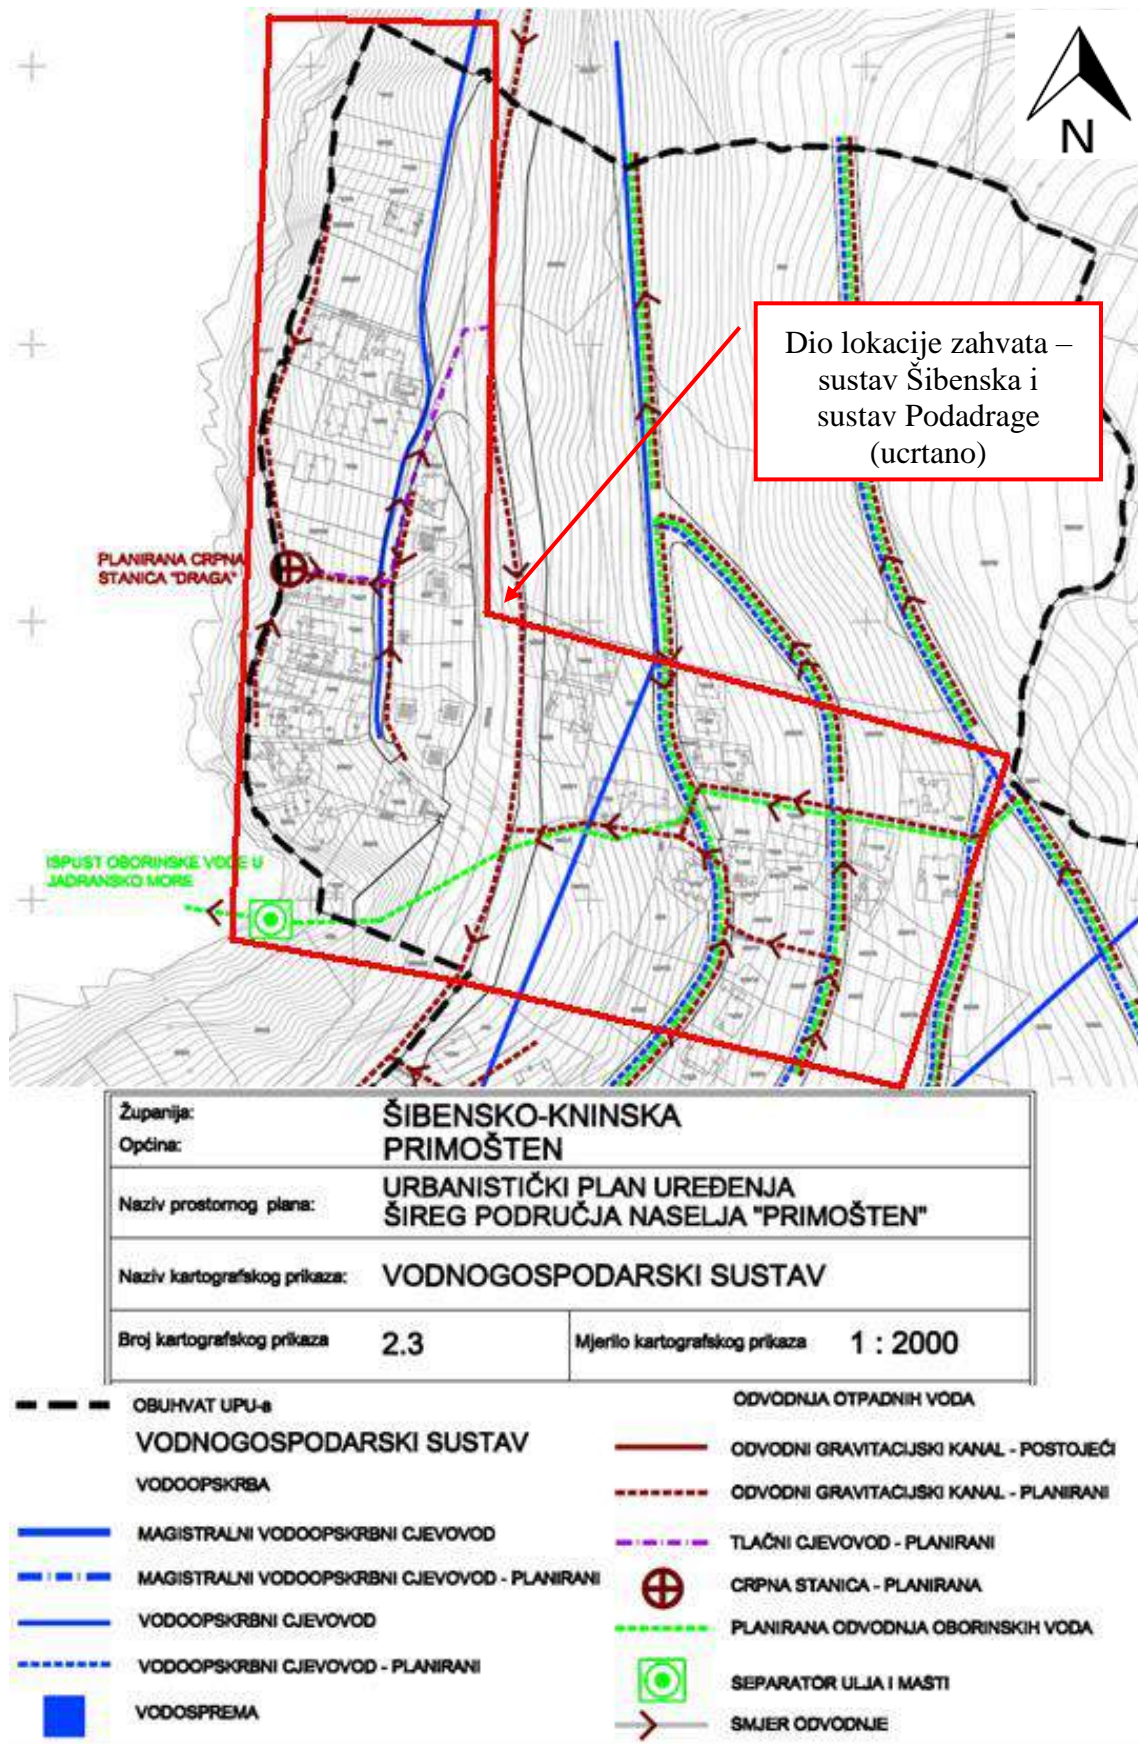 N
Dio lokacije zahvata –
sustav Šibenska i
sustav Podadrage
(ucrtano)
PLANIRANA CRPNA
STANICA "DRAGA"
ISPUST OBORINSKE VODE U
JADRANSKO MORE
Županija: ŠIBENSKO-KNINSKA
Općina: PRIMOŠTEN
Naziv prostornog plana: URBANISTIČKI PLAN UREĐENJA
ŠIREG PODRUČJA NASELJA "PRIMOŠTEN"
Naziv kartografskog prikaza: VODNOGOSPODARSKI SUSTAV
Broj kartografskog prikaza 2.3 Mjerilo kartografskog prikaza 1 : 2000
OBUHVAT UPU-a
VODNOGOSPODARSKI SUSTAV
VODOOPSKRBA
MAGISTRALNI VODOOPSKRBNI CJEVOVOD
MAGISTRALNI VODOOPSKRBNI CJEVOVOD - PLANIRANI
VODOOPSKRBNI CJEVOVOD
VODOOPSKRBNI CJEVOVOD - PLANIRANI
VODOSPREMA
ODVODNJA OTPADNIH VODA
ODVODNI GRAVITACIJSKI KANAL - POSTOJEĆI
ODVODNI GRAVITACIJSKI KANAL - PLANIRANI
TLAČNI CJEVOVOD - PLANIRANI
CRPNA STANICA - PLANIRANA
PLANIRANA ODVODNJA OBORINSKIH VODA
SEPARATOR ULJA I MAŠTI
SMJER ODVODNJE